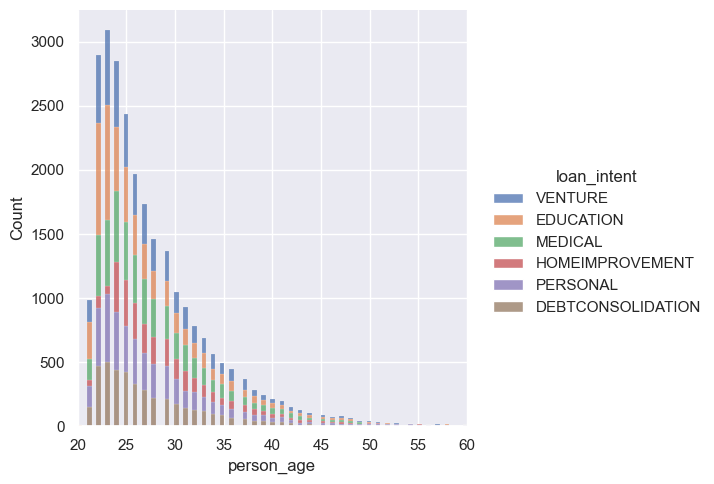 3000
2500
2000
1500
1000
500
0
Count
20 25 30 35 40 45 50 55 60
person_age
loan_intent
VENTURE
EDUCATION
MEDICAL
HOMEIMPROVEMENT
PERSONAL
DEBTCONSOLIDATION